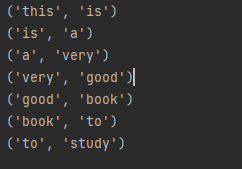 ('this', 'is')
('is', 'a')
('a', 'very')
('very', 'good')
('good', 'book')
('book', 'to')
('to', 'study')